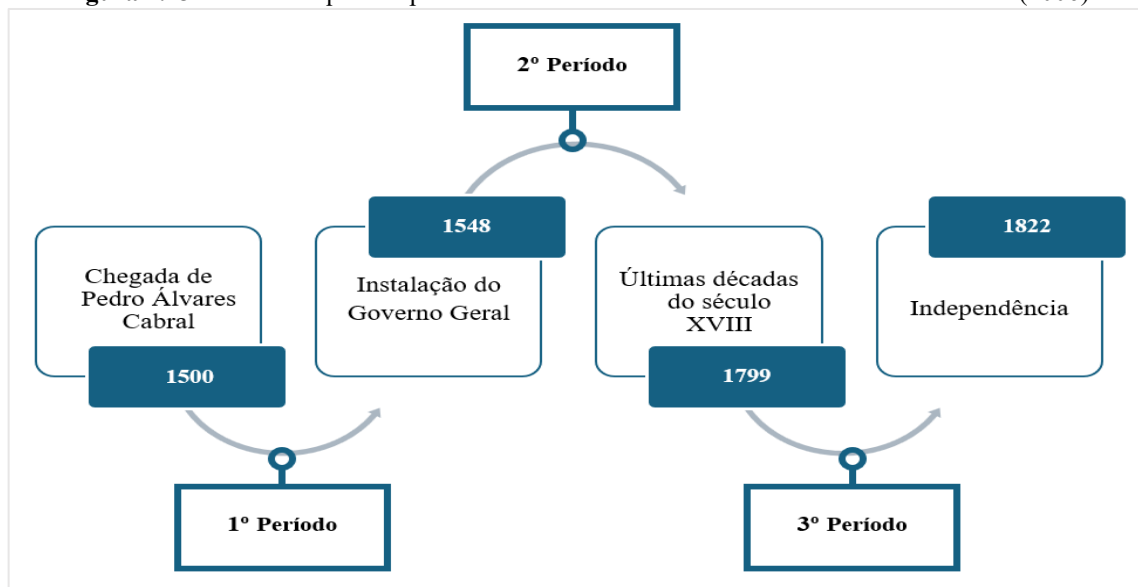 (2006)
2º Período
1548
1822
Chegada de
Pedro Álvares
Cabral
Instalação do
Governo Geral
Últimas décadas
do século
XVIII
Independência
1500
1799
1º Período
3º Período